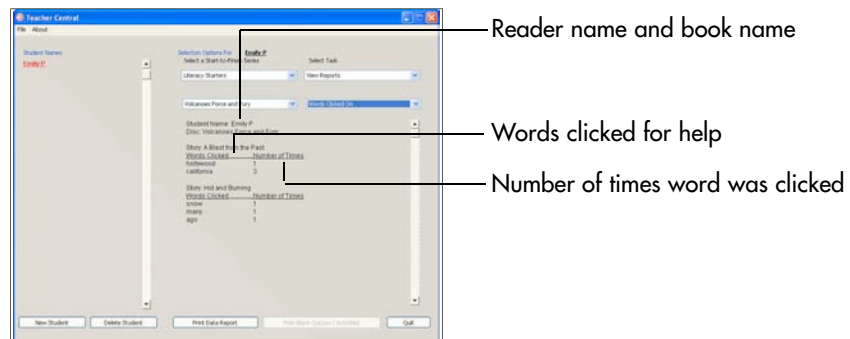 Teacher Central
File About
Student Names
Emily P.
Selection Options For Emily P.
Select a Start-to-Finish Series
Select Task
Literacy Starters
View Reports
Volcanoes: Force and Fury
Words Clicked On
Student Name: Emily P
Disc: Volcanoes: Force and Fury
Story: A Blast from the Past
Words Clicked Number of Times
hollywood 1
california 3
Story: Hot and Burning
Words Clicked Number of Times
snow 1
many 1
ago 1
New Student
Delete Student
Print Data Report
Print Blank Quizzes / Activities
Quit
Reader name and book name
Words clicked for help
Number of times word was clicked